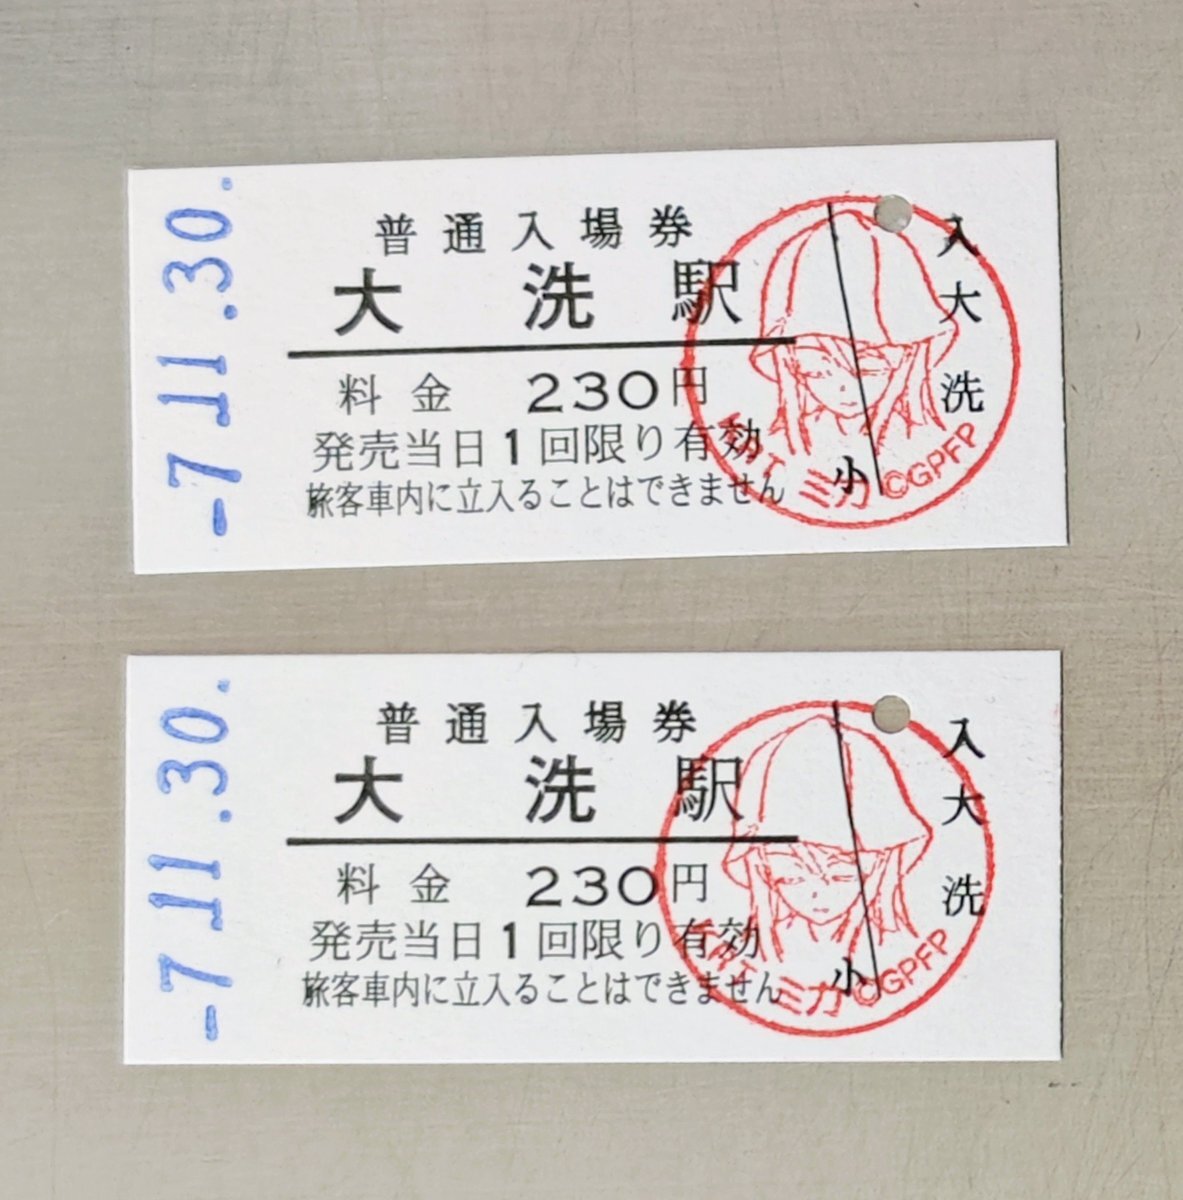 -7.11.30.
普通入場券
大洗駅
料金 230円
発売当日1回限り有効
旅客車内に立入ることはできません
入
大
洗
小
ミカ ©GPFP
-7.11.30.
普通入場券
大洗駅
料金 230円
発売当日1回限り有効
旅客車内に立入ることはできません
入
大
洗
小
ミカ ©GPFP